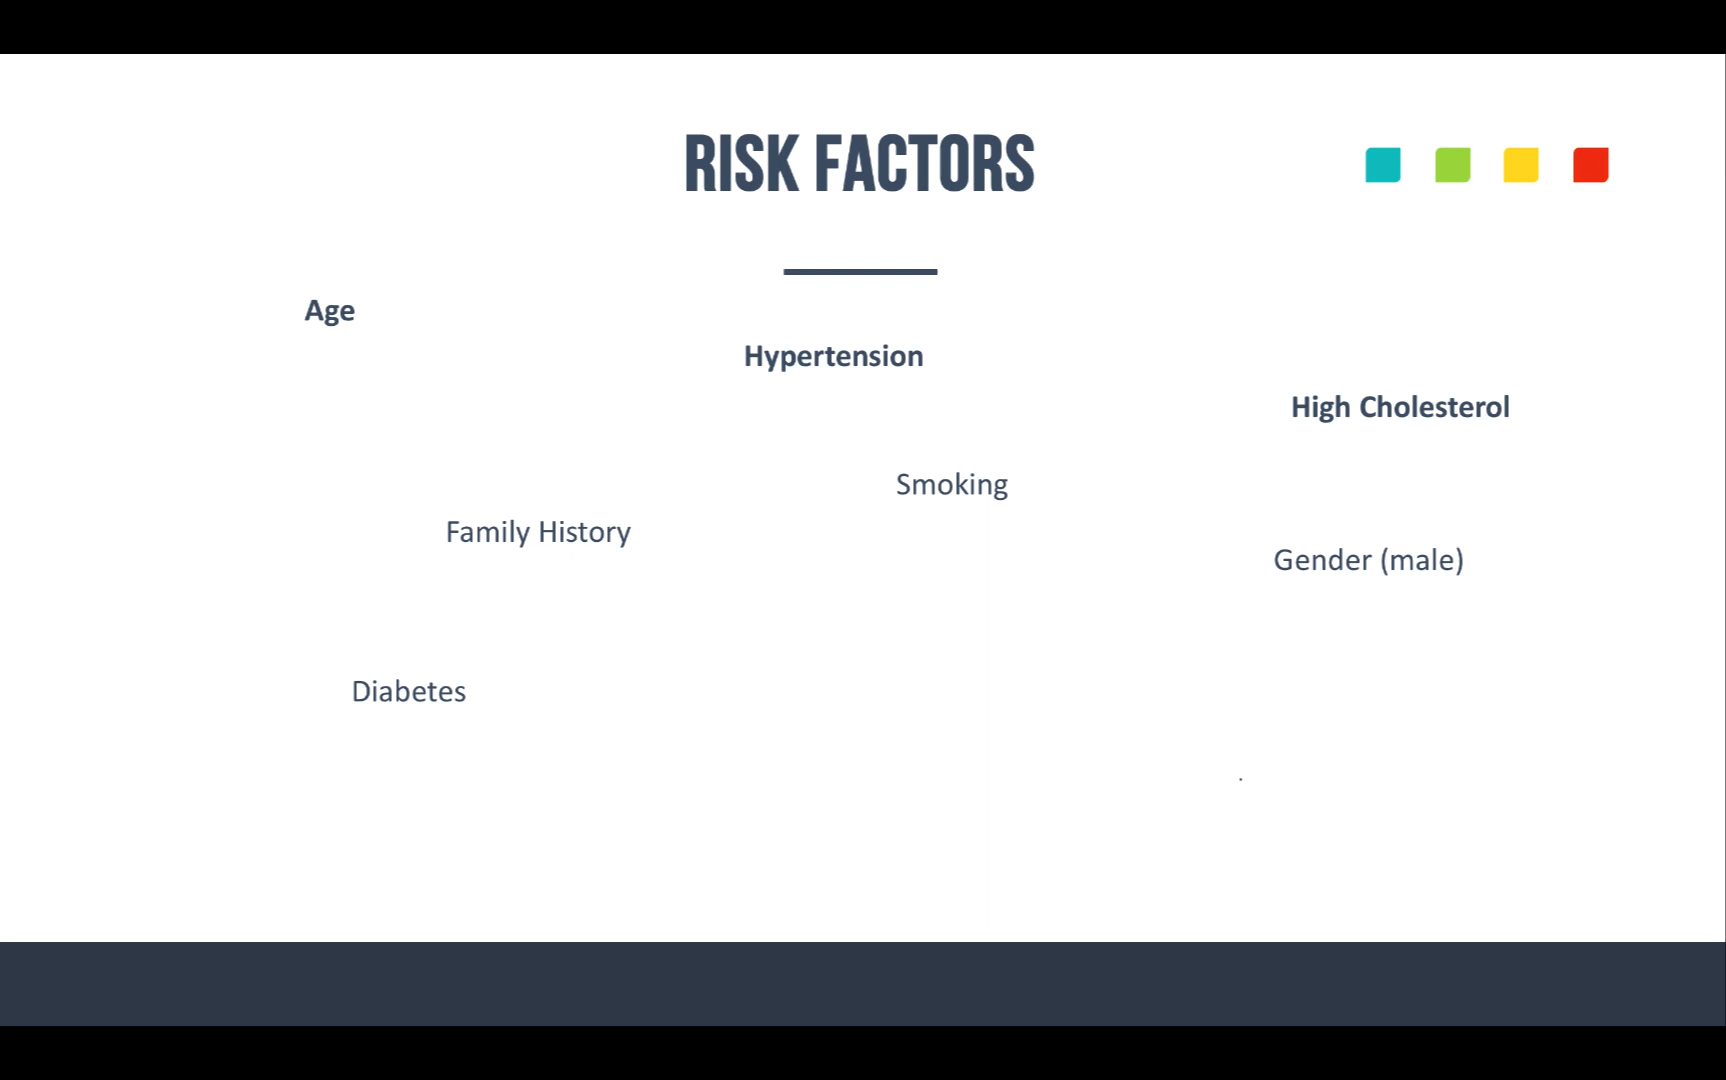 RISK FACTORS
Age
Hypertension
High Cholesterol
Smoking
Family History
Gender (male)
Diabetes
.